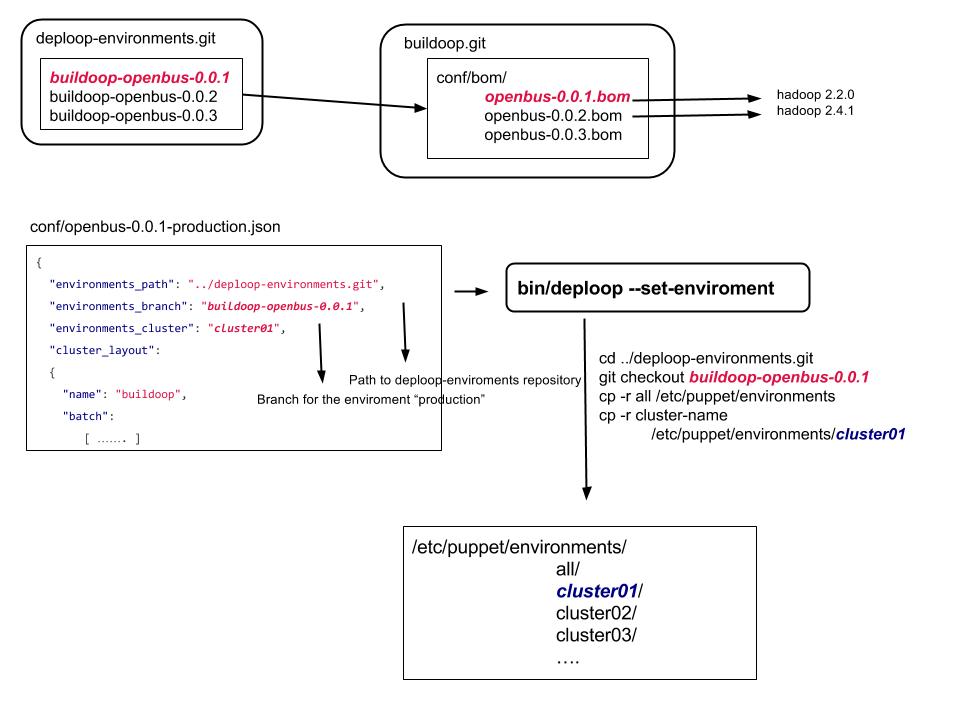 deploop-environments.git
buildoop-openbus-0.0.1
buildoop-openbus-0.0.2
buildoop-openbus-0.0.3
buildoop.git
conf/bom/
openbus-0.0.1.bom
openbus-0.0.2.bom
openbus-0.0.3.bom
hadoop 2.2.0
hadoop 2.4.1
conf/openbus-0.0.1-production.json
{
"environments_path": "../deploop-environments.git",
"environments_branch": "buildoop-openbus-0.0.1",
"environments_cluster": "cluster01",
"cluster_layout":
{
"name": "buildoop",
"batch":
[ ……. ]
Path to deploop-enviroments repository
Branch for the enviroment “production”
bin/deploop --set-enviroment
cd ../deploop-environments.git
git checkout buildoop-openbus-0.0.1
cp -r all /etc/puppet/environments
cp -r cluster-name
/etc/puppet/environments/cluster01
/etc/puppet/environments/
all/
cluster01/
cluster02/
cluster03/
….